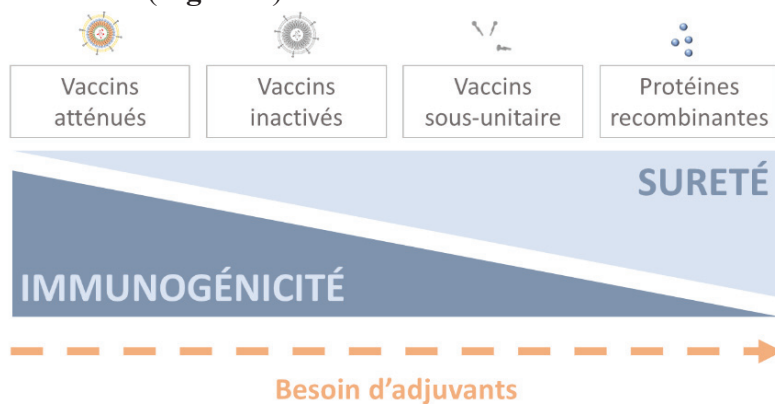 Vaccins
atténués
Vaccins
inactivés
Vaccins
sous-unitaire
Protéines
recombinantes
SURETÉ
IMMUNOGÉNICITÉ
Besoin d'adjuvants